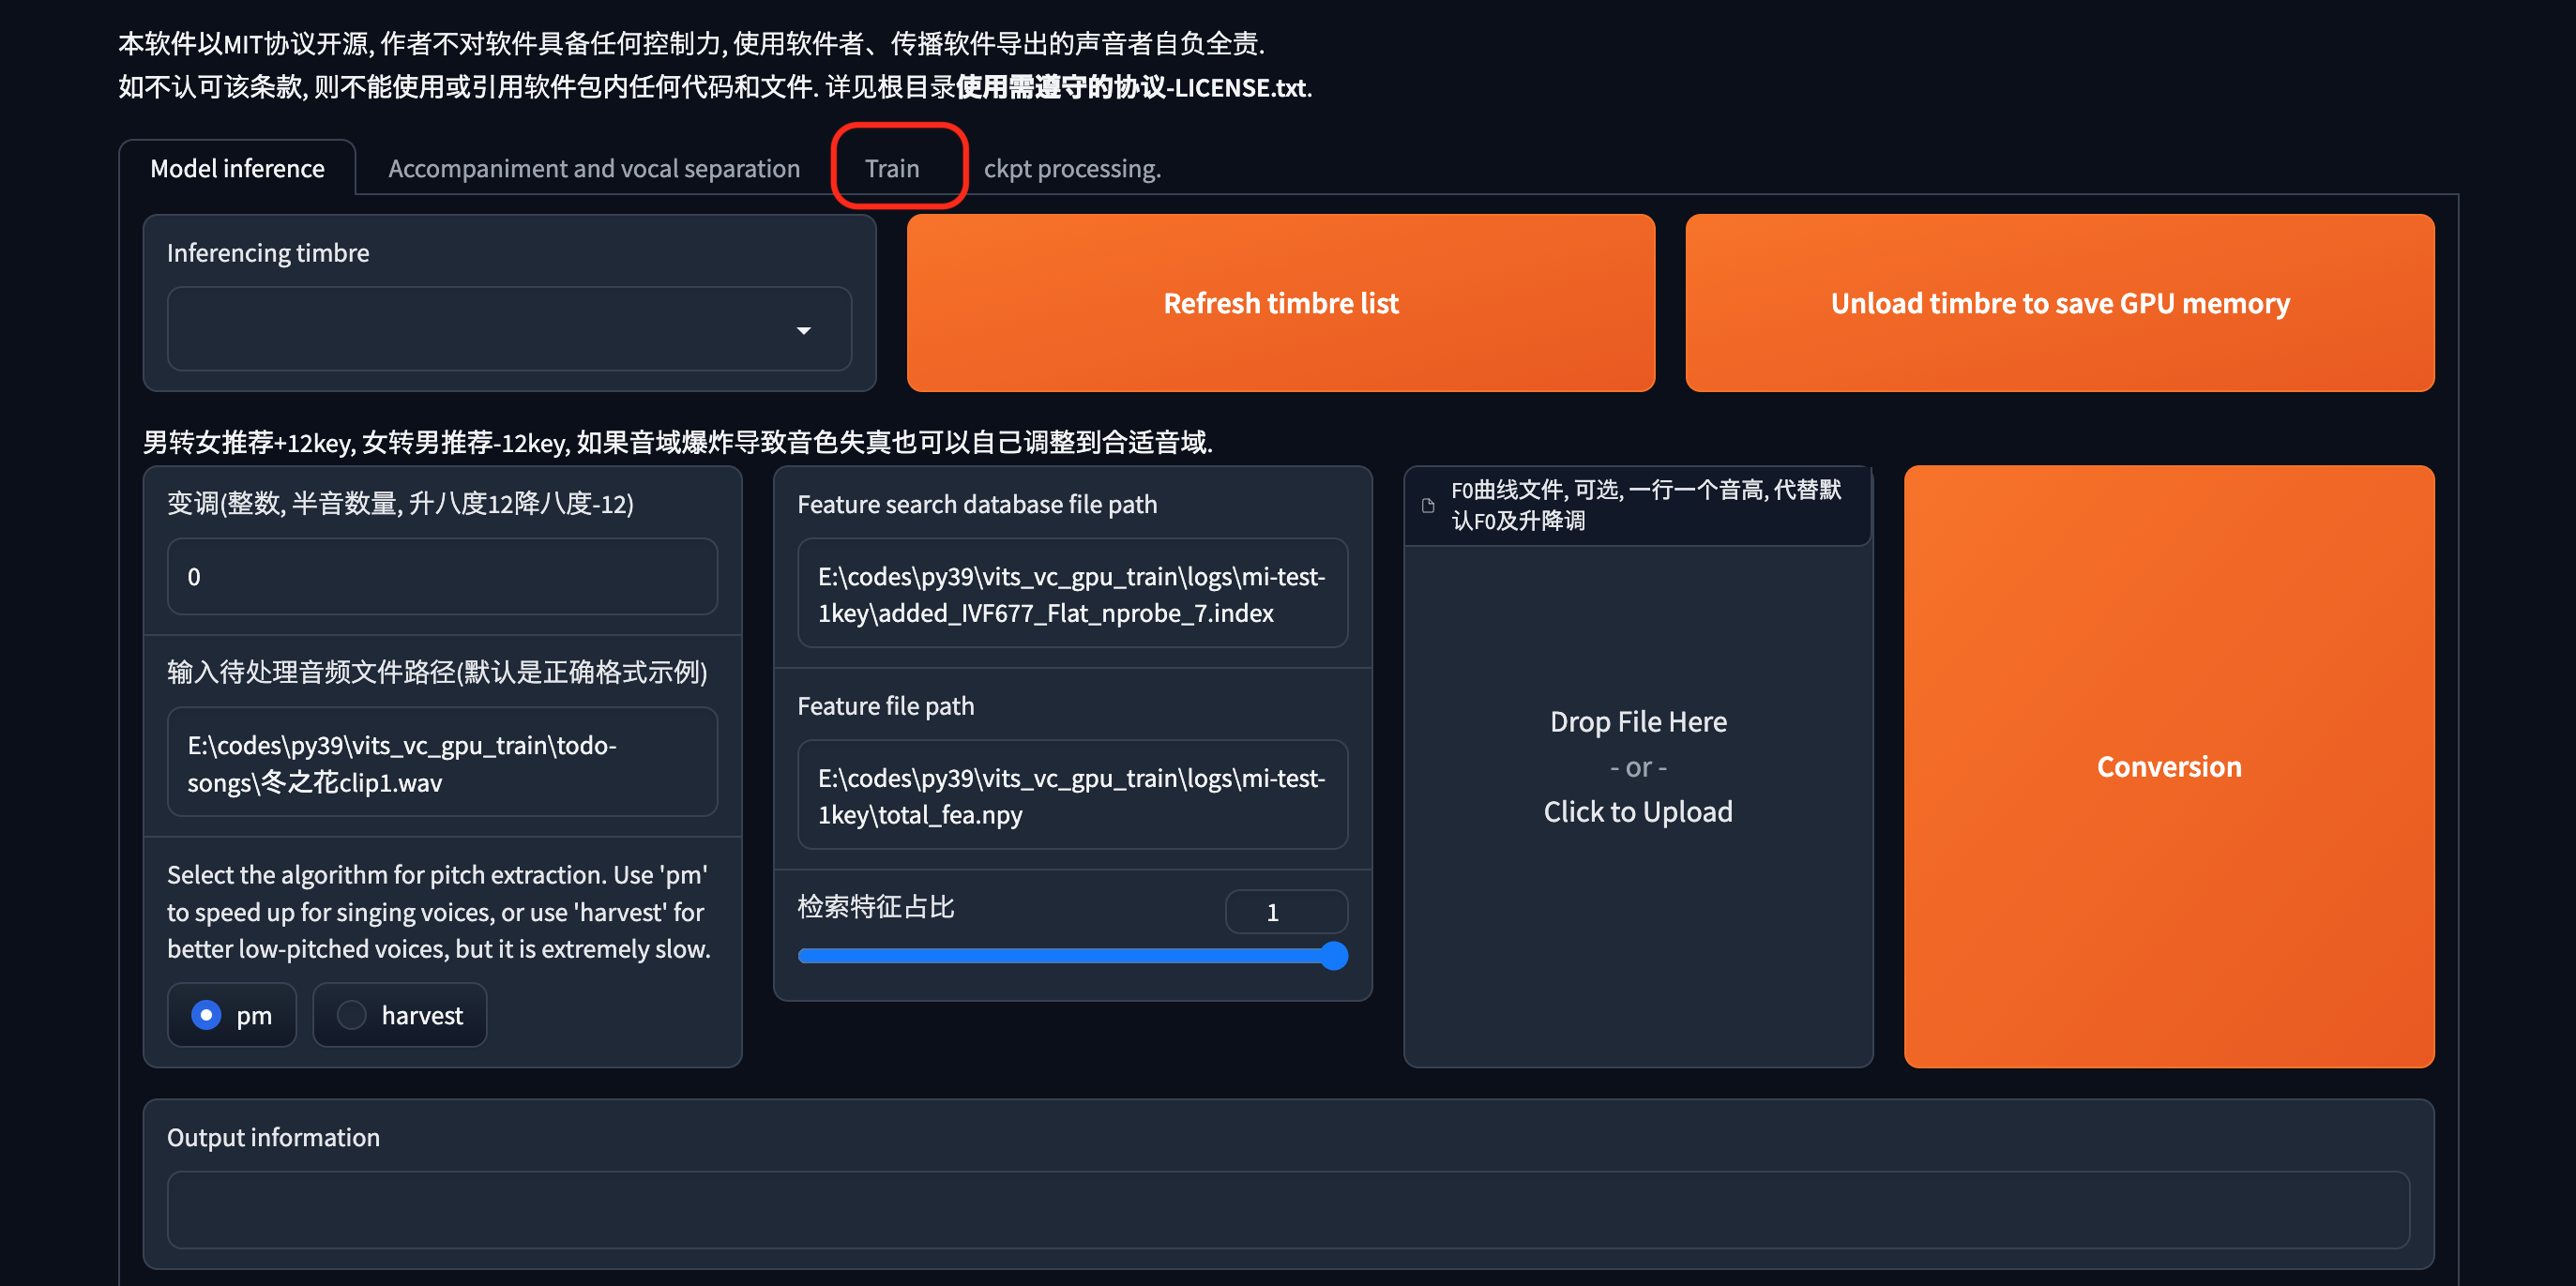 本软件以MIT协议开源, 作者不对软件具备任何控制力, 使用软件者、传播软件导出的声音者自负全责.
如不认可该条款, 则不能使用或引用软件包内任何代码和文件. 详见根目录使用需遵守的协议-LICENSE.txt.
Model inference
Accompaniment and vocal separation
Train
ckpt processing.
Inferencing timbre
Refresh timbre list
Unload timbre to save GPU memory
男转女推荐+12key, 女转男推荐-12key, 如果音域爆炸导致音色失真也可以自己调整到合适音域.
变调(整数, 半音数量, 升八度12降八度-12)
0
输入待处理音频文件路径(默认是正确格式示例)
E:\codes\py39\vits_vc_gpu_train\todo-
songs\冬之花clip1.wav
Select the algorithm for pitch extraction. Use 'pm'
to speed up for singing voices, or use 'harvest' for
better low-pitched voices, but it is extremely slow.
pm
harvest
Feature search database file path
E:\codes\py39\vits_vc_gpu_train\logs\mi-test-
1key\added_IVF677_Flat_nprobe_7.index
Feature file path
E:\codes\py39\vits_vc_gpu_train\logs\mi-test-
1key\total_fea.npy
检索特征占比
1
F0曲线文件, 可选, 一行一个音高, 代替默
认F0及升降调
Drop File Here
- or -
Click to Upload
Conversion
Output information